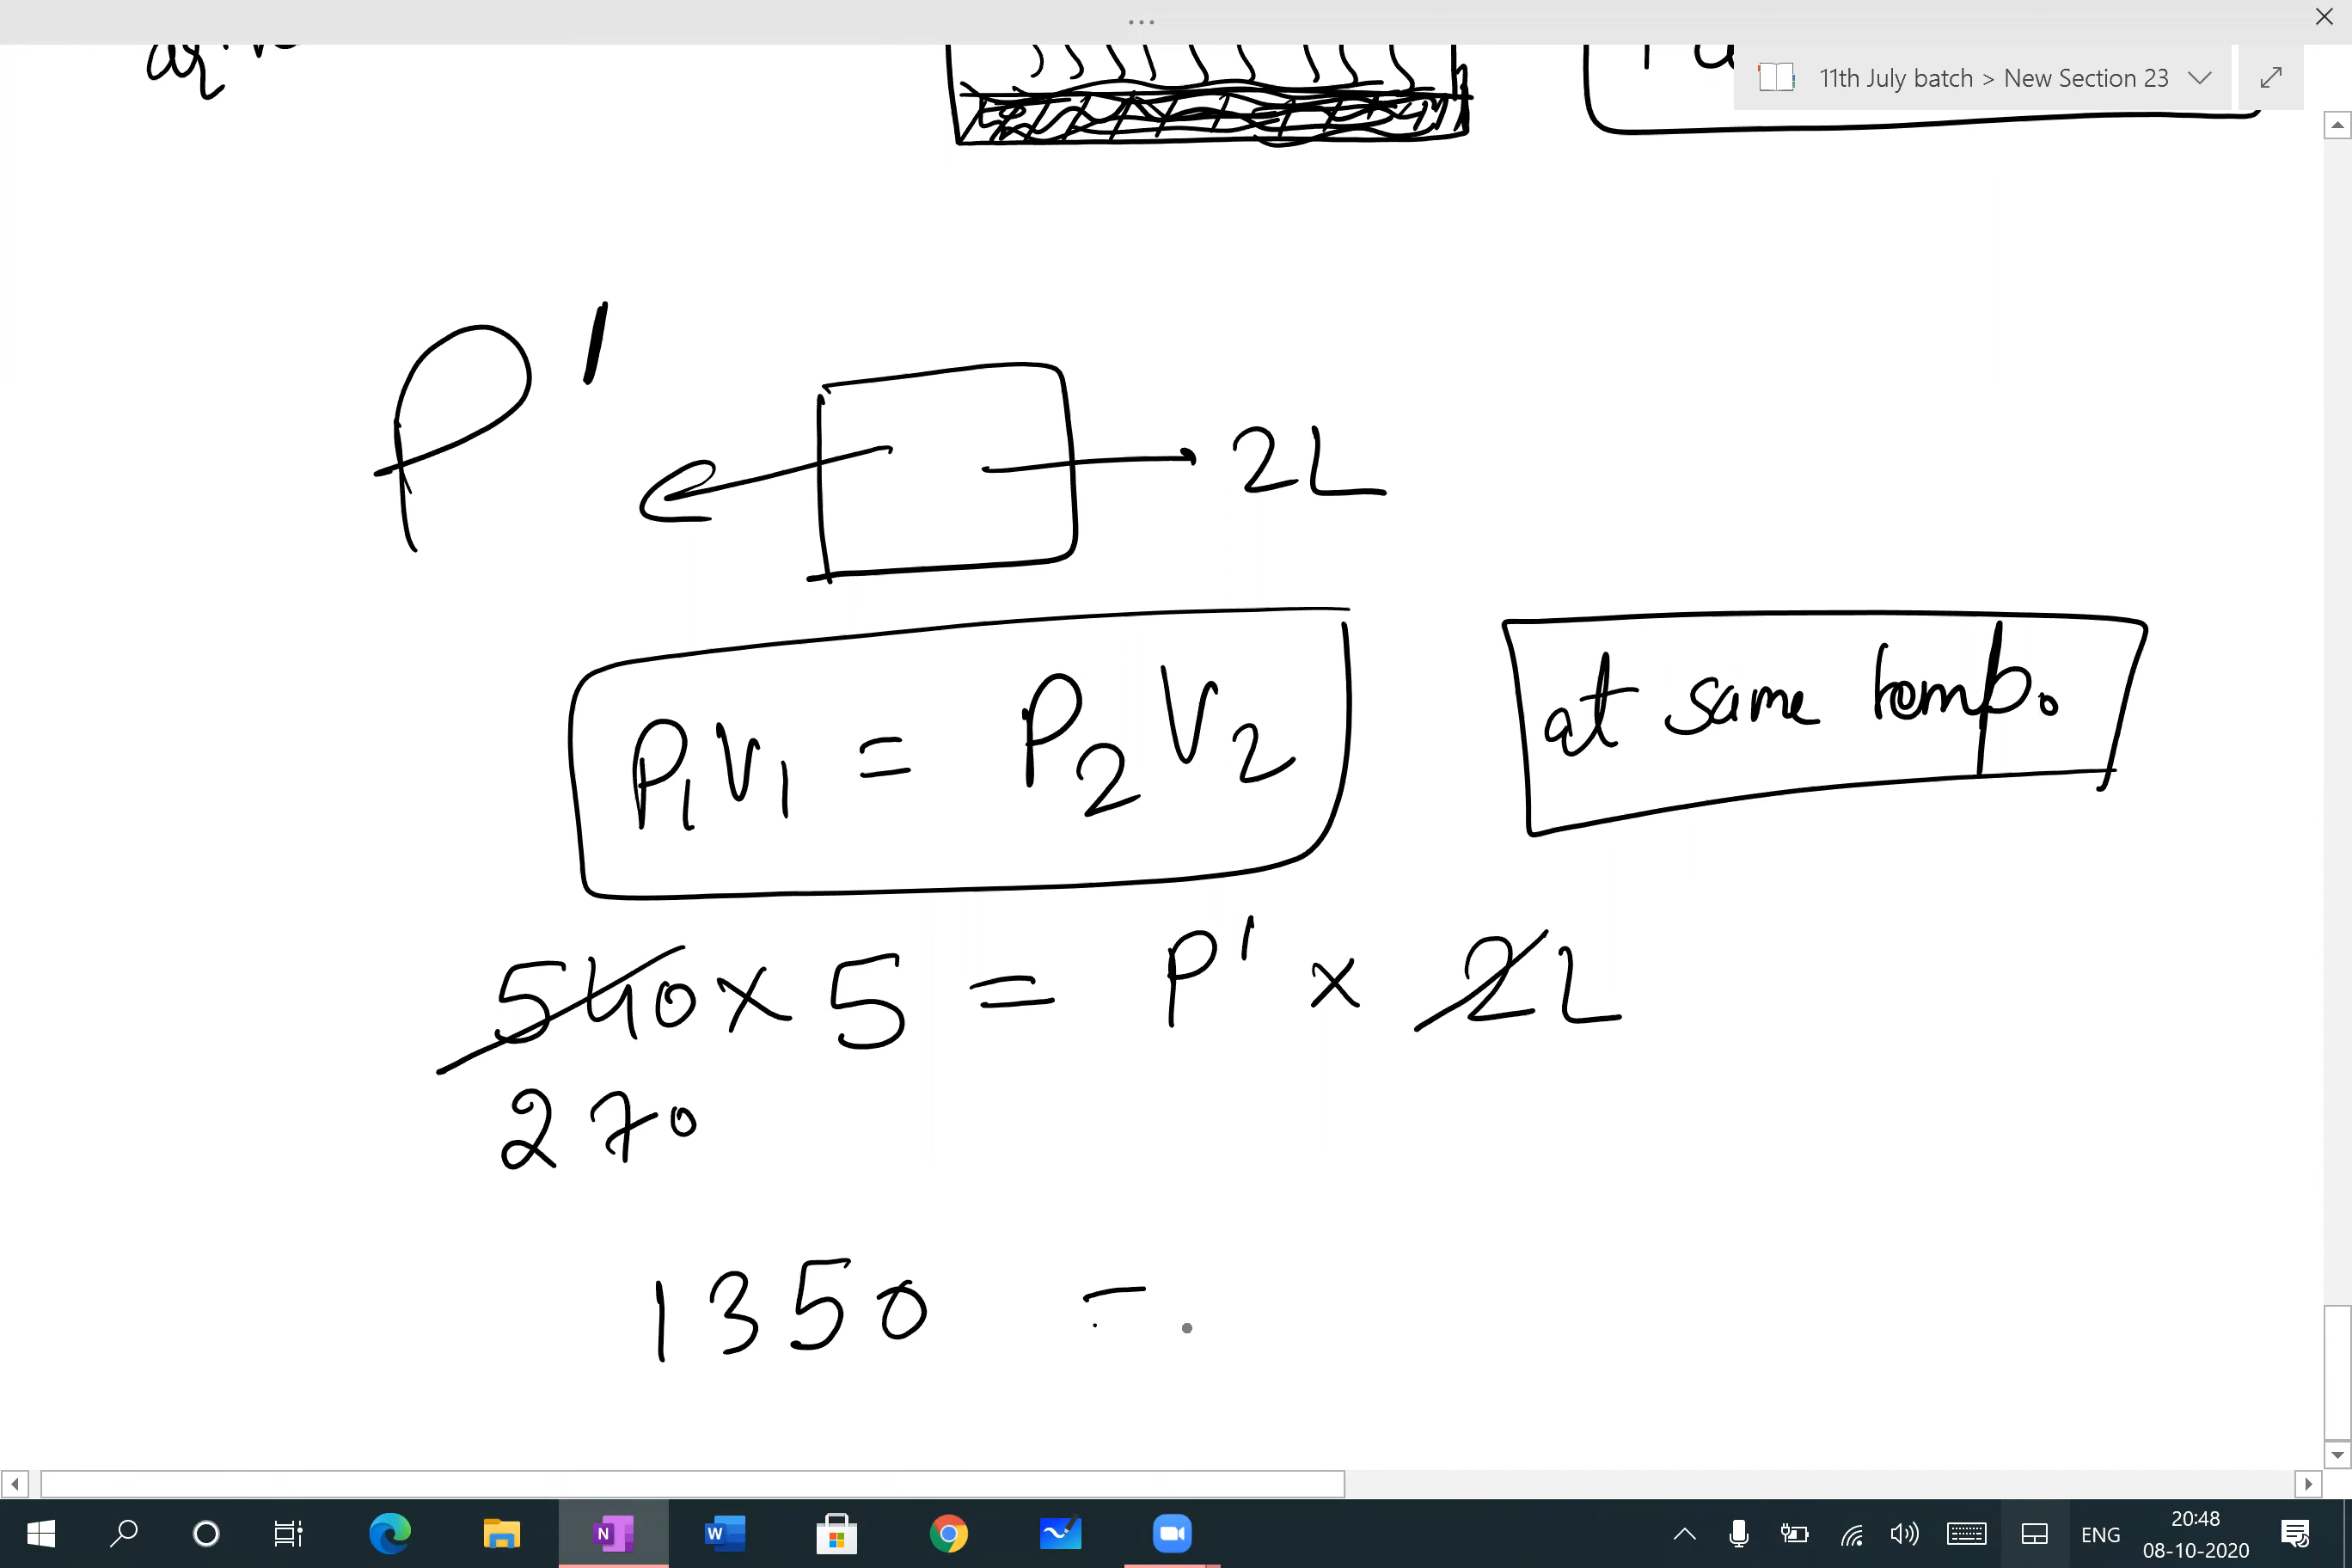 11th July batch > New Section 23
P'
2L
P1V1 = P2V2
at same temp.
540 x 5 = P' x 2L
270
1350 =
ENG
20:48
08-10-2020